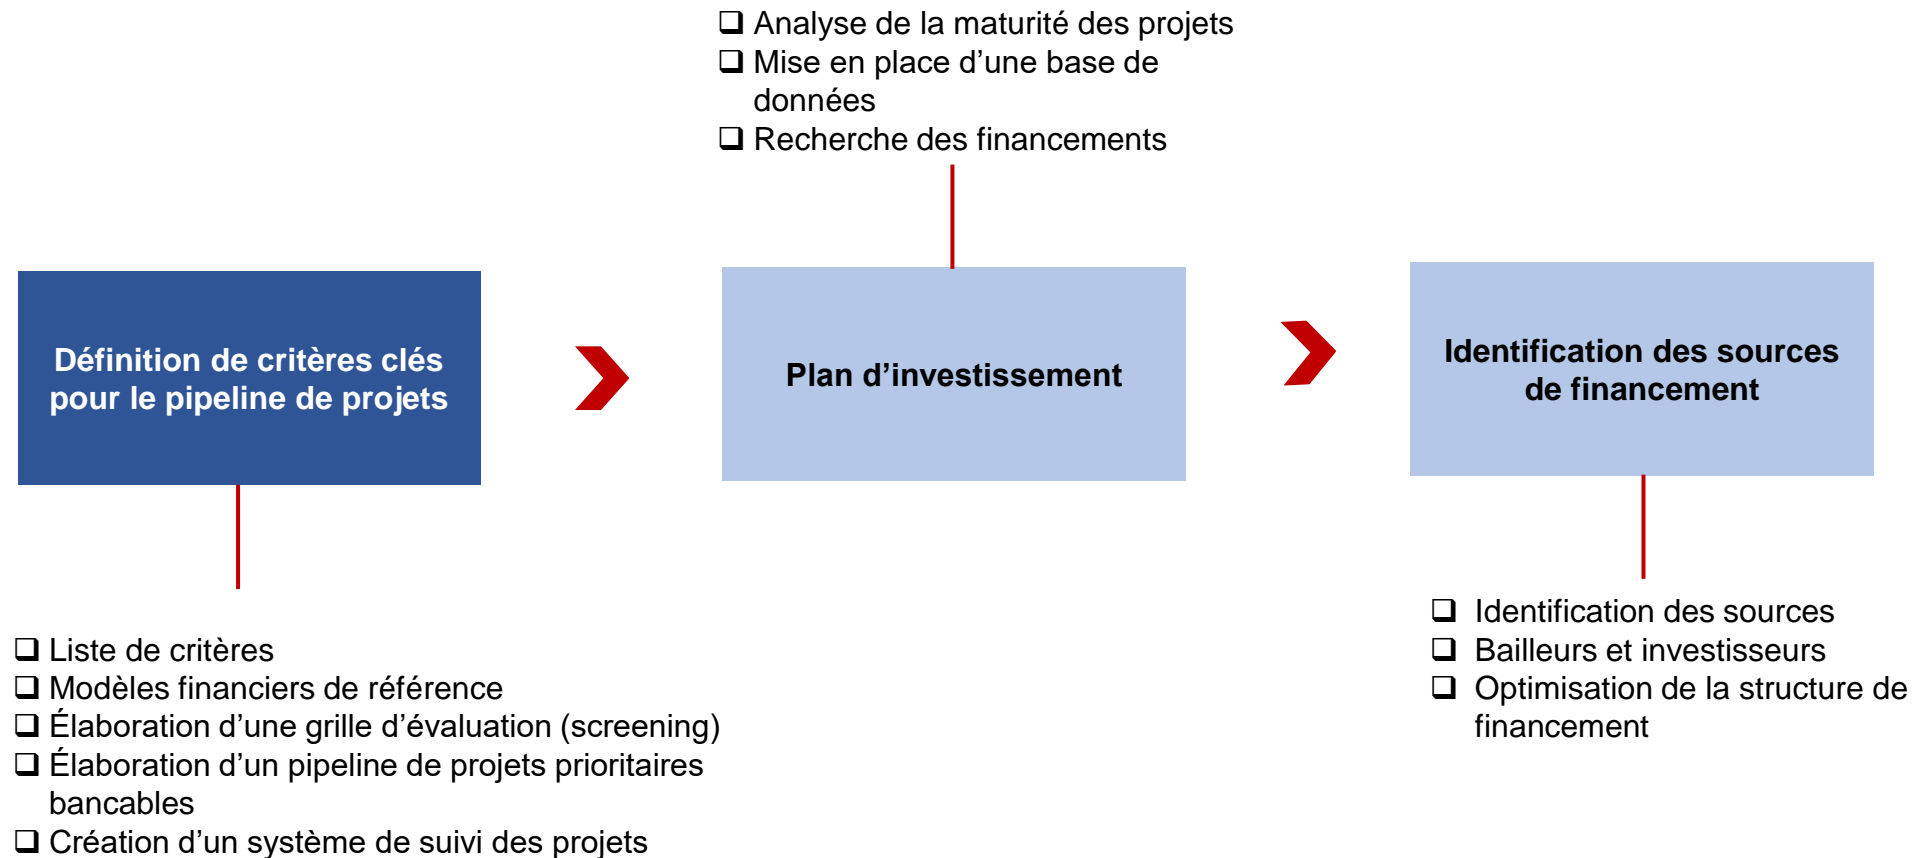 ❑ Analyse de la maturité des projets
❑ Mise en place d’une base de
données
❑ Recherche des financements
Définition de critères clés
pour le pipeline de projets
Plan d’investissement
Identification des sources
de financement
❑ Liste de critères
❑ Modèles financiers de référence
❑ Élaboration d’une grille d’évaluation (screening)
❑ Élaboration d’un pipeline de projets prioritaires
bancables
❑ Création d’un système de suivi des projets
❑ Identification des sources
❑ Bailleurs et investisseurs
❑ Optimisation de la structure de
financement